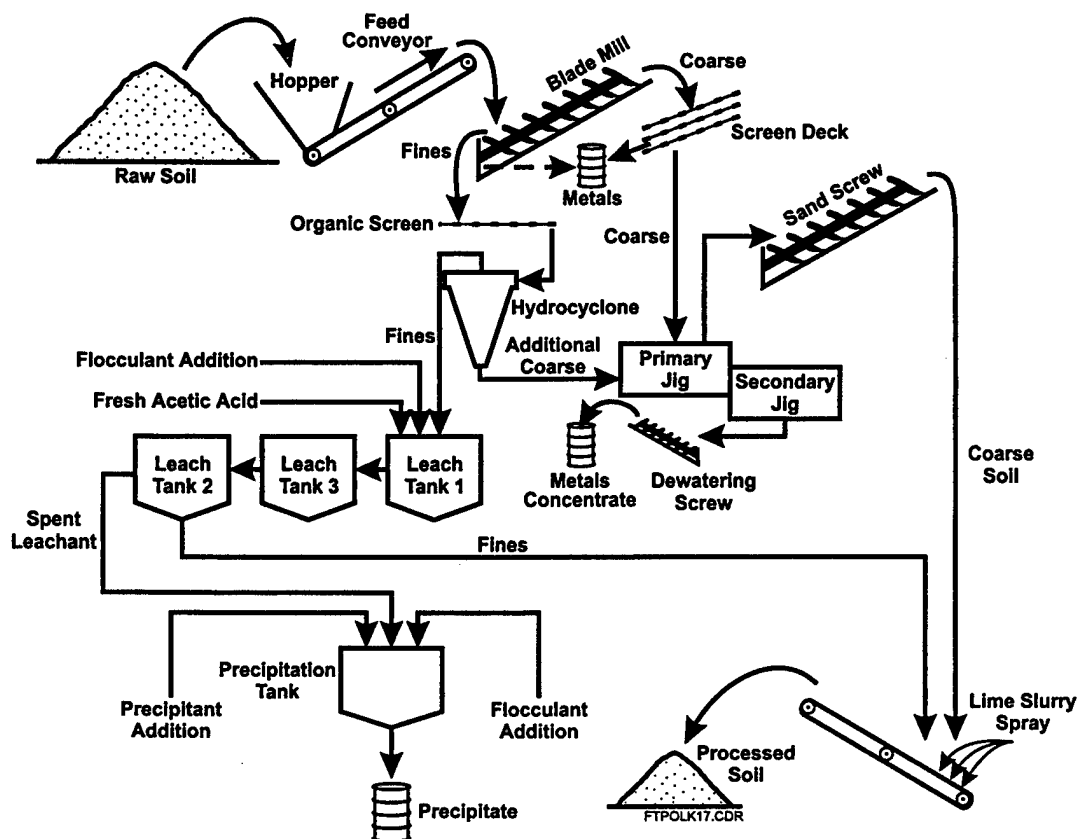 Feed
Conveyor
Hopper
Raw Soil
Blade Mill
Coarse
Screen Deck
Fines
Metals
Organic Screen
Sand Screw
Coarse
Hydrocyclone
Fines
Additional
Coarse
Primary
Jig
Secondary
Jig
Flocculant Addition
Fresh Acetic Acid
Leach
Tank 2
Leach
Tank 3
Leach
Tank 1
Metals
Concentrate
Dewatering
Screw
Coarse
Soil
Spent
Leachant
Fines
Precipitation
Tank
Precipitant
Addition
Flocculant
Addition
Lime Slurry
Spray
Processed
Soil
Precipitate
FTPOLK17.CDR